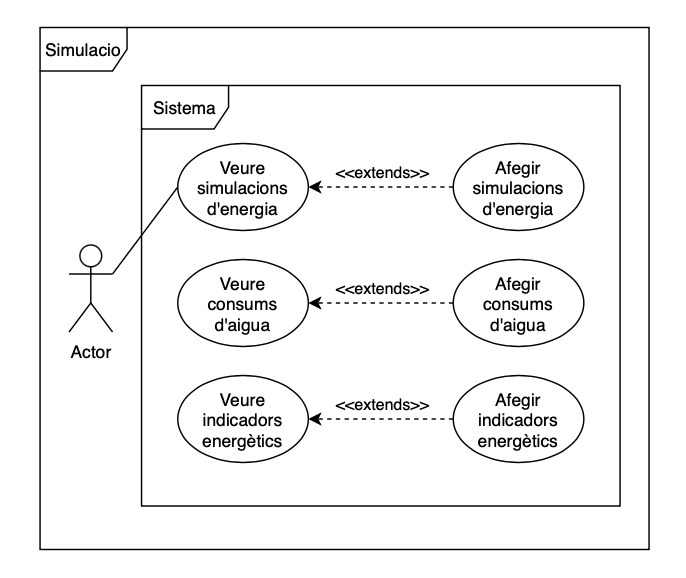 Simulacio
Sistema
Veure
simulacions
d'energia
<<extends>>
Afegir
simulacions
d'energia
Veure
consums
d'aigua
<<extends>>
Afegir
consums
d'aigua
Actor
Veure
indicadors
energètics
<<extends>>
Afegir
indicadors
energètics